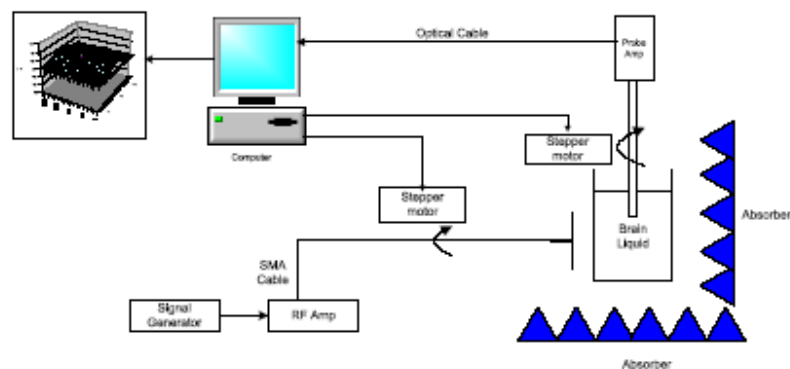 Optical Cable
Probe
Amp
Computer
Stepper
motor
Stepper
motor
Brain
Liquid
Absorber
SMA
Cable
Signal
Generator
RF Amp
Absorber